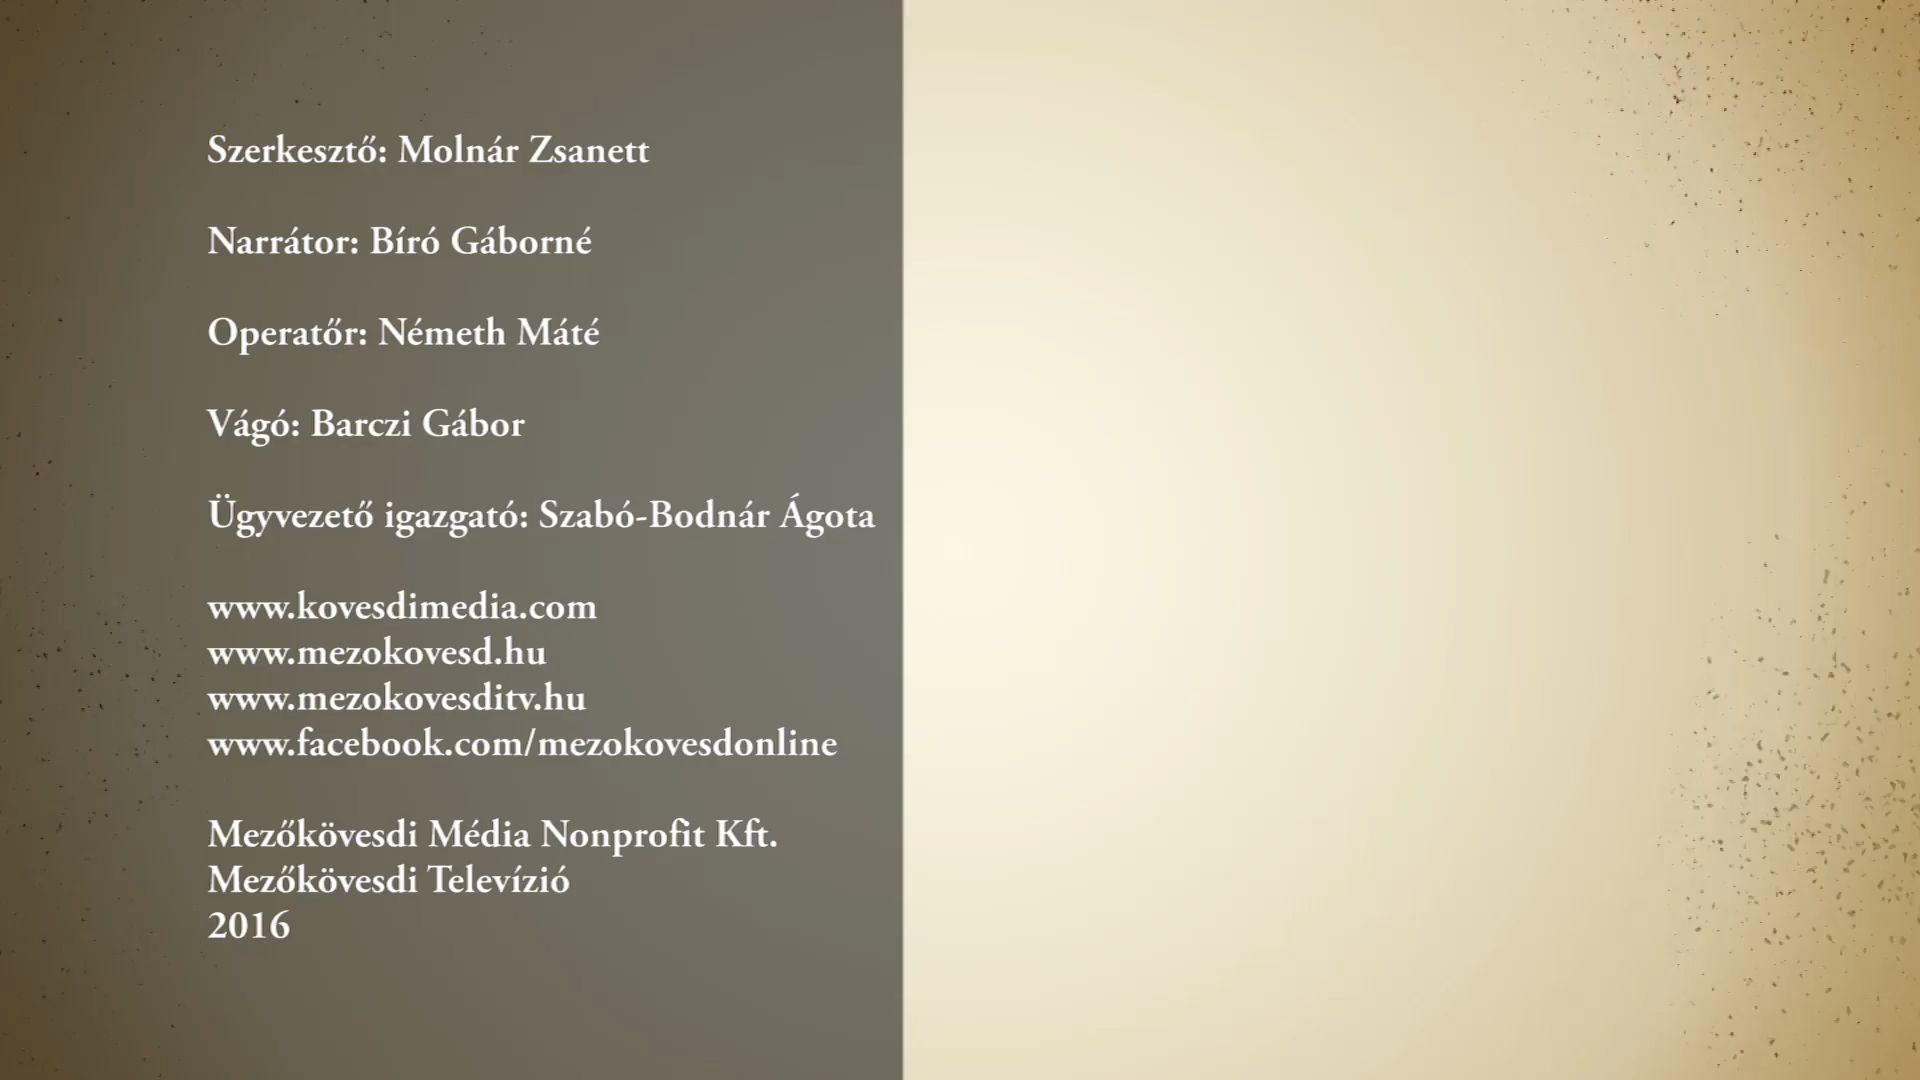 Szerkesztő: Molnár Zsanett
Narrátor: Bíró Gáborné
Operatőr: Németh Máté
Vágó: Barczi Gábor
Ügyvezető igazgató: Szabó-Bodnár Ágota
www.kovesdimedia.com
www.mezokovesd.hu
www.mezokovesditv.hu
www.facebook.com/mezokovesdonline
Mezőkövesdi Média Nonprofit Kft.
Mezőkövesdi Televízió
2016